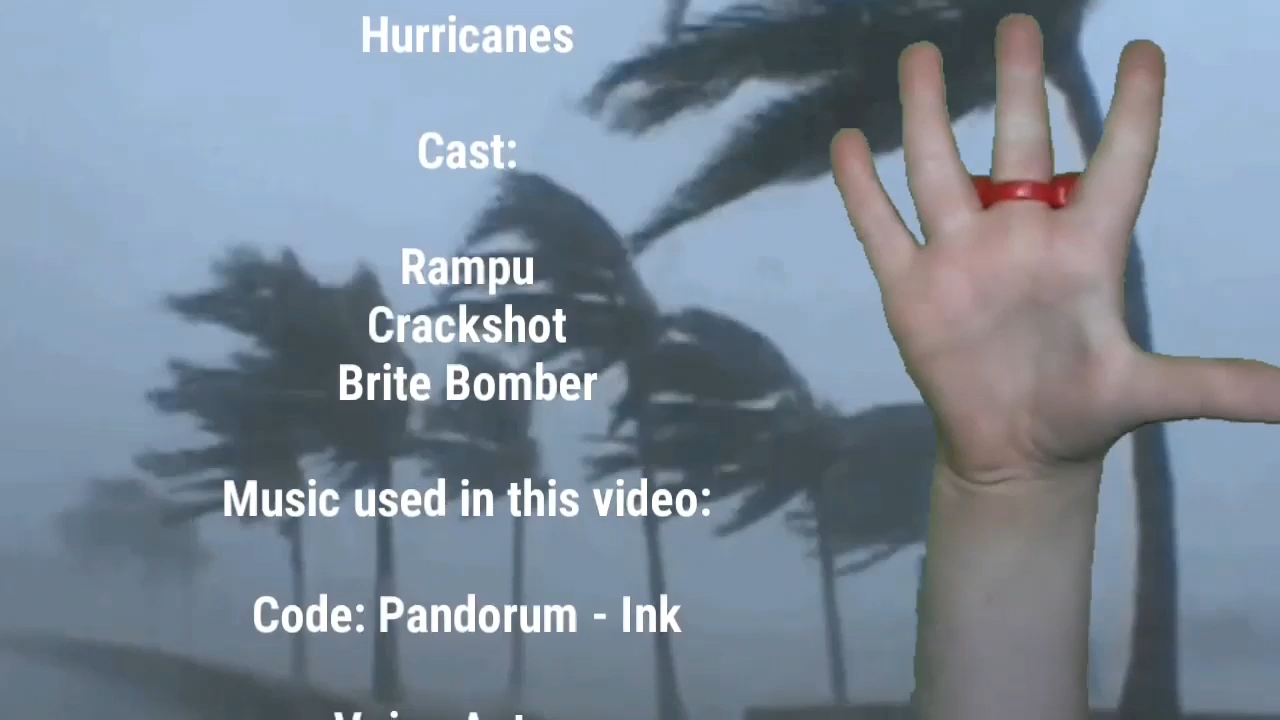 Hurricanes
Cast:
Rampu
Crackshot
Brite Bomber
Music used in this video:
Code: Pandorum - Ink